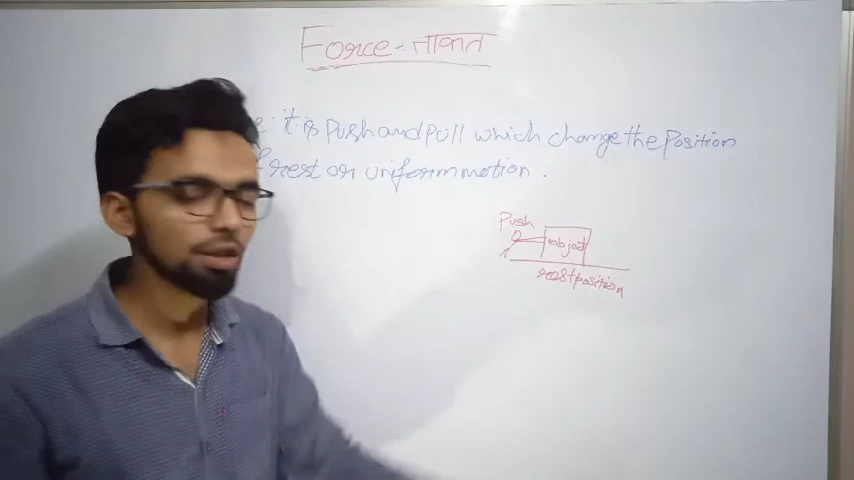 Force - ताकत
it is push and pull which change the position
rest or uniform motion .
Push
object
rest position